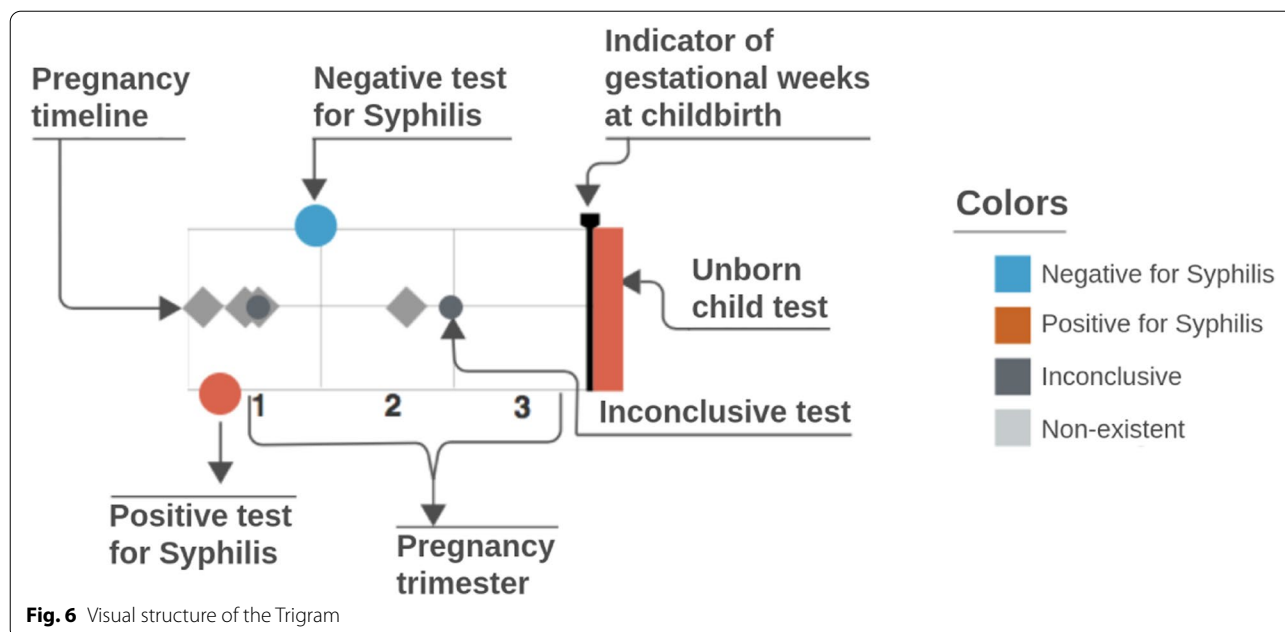 Pregnancy
timeline
Negative test
for Syphilis
Indicator of
gestational weeks
at childbirth
Colors
Negative for Syphilis
Positive for Syphilis
Inconclusive
Non-existent
Unborn
child test
Inconclusive test
1
2
3
Positive test
for Syphilis
Pregnancy
trimester
Fig. 6 Visual structure of the Trigram